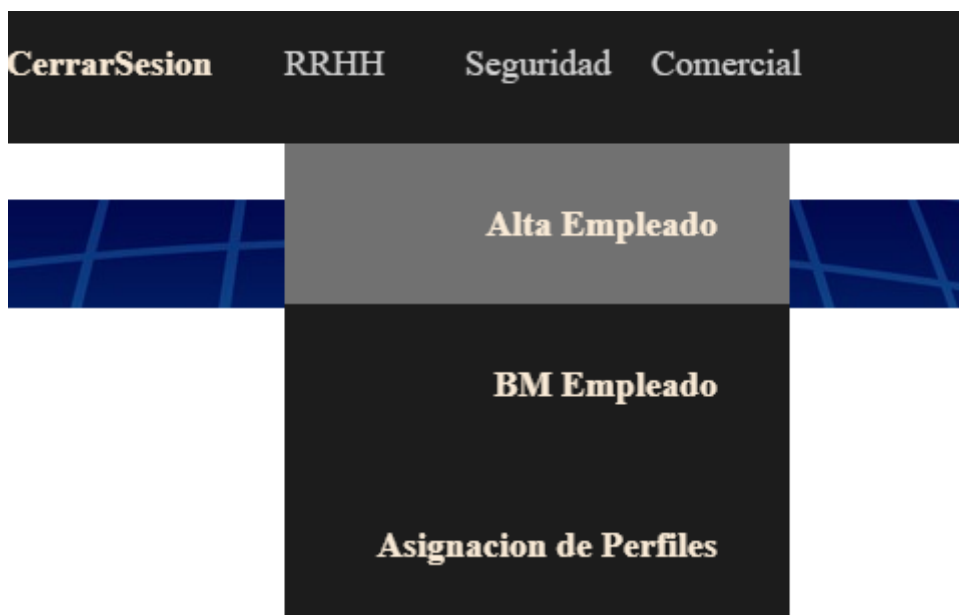 CerrarSesion RRHH Seguridad Comercial
Alta Empleado
BM Empleado
Asignacion de Perfiles